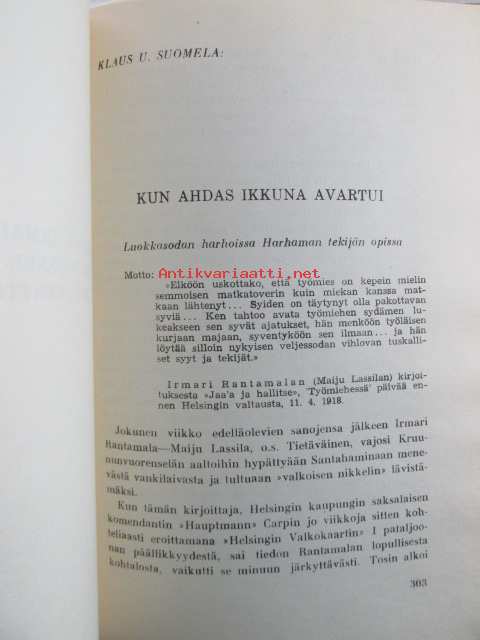 KLAUS U. SUOMELA:
KUN AHDAS IKKUNA AVARTUI
Luokkasodan harhoissa Harhaman tekijän opissa
Antikvariaatti.net
Motto:
»Elköön uskottako, että työmies on kepein mielin
semmoisen matkatoverin kuin miekan kanssa mat-
kaan lähtenyt... Syiden on täytynyt olla pakottavan
syviä... Ken tahtoo avata työmiehen sydämen lu-
keakseen sen syvät ajatukset, hän menköön työläisen
kurjaan majaan, syventyköön sen ilmaan... ja hän
löytää silloin nykyisen veljessodan vihlovan tuskalli-
set syyt ja tekijät.»
Irmari Rantamalan (Maiju Lassilan) kirjoi-
tuksesta »Jaa'a ja hallitse», 'Työmiehessä' päivää en-
nen Helsingin valtausta, 11. 4. 1918.
Jokunen viikko edelläolevien sanojensa jälkeen Irmari
Rantamala—Maiju Lassila, o.s. Tietäväinen, vajosi Kruu-
nunvuorenselän aaltoihin hypättyään Santahaminaan mene-
västä vankilaivasta ja tultuaan »valkoisen nikkelin» lävistä-
mäksi.
Kun tämän kirjoittaja, Helsingin kaupungin saksalaisen
komendantin »Hauptmann» Carpin jo viikkoja sitten koh-
teliaasti eroittamana »Helsingin Valkokaartin» I pataljoo-
nan päällikkyydestä, sai tiedon Rantamalan lopullisesta
kohtalosta, vaikutti se minuun järkyttävästi. Tosin alkoi
303